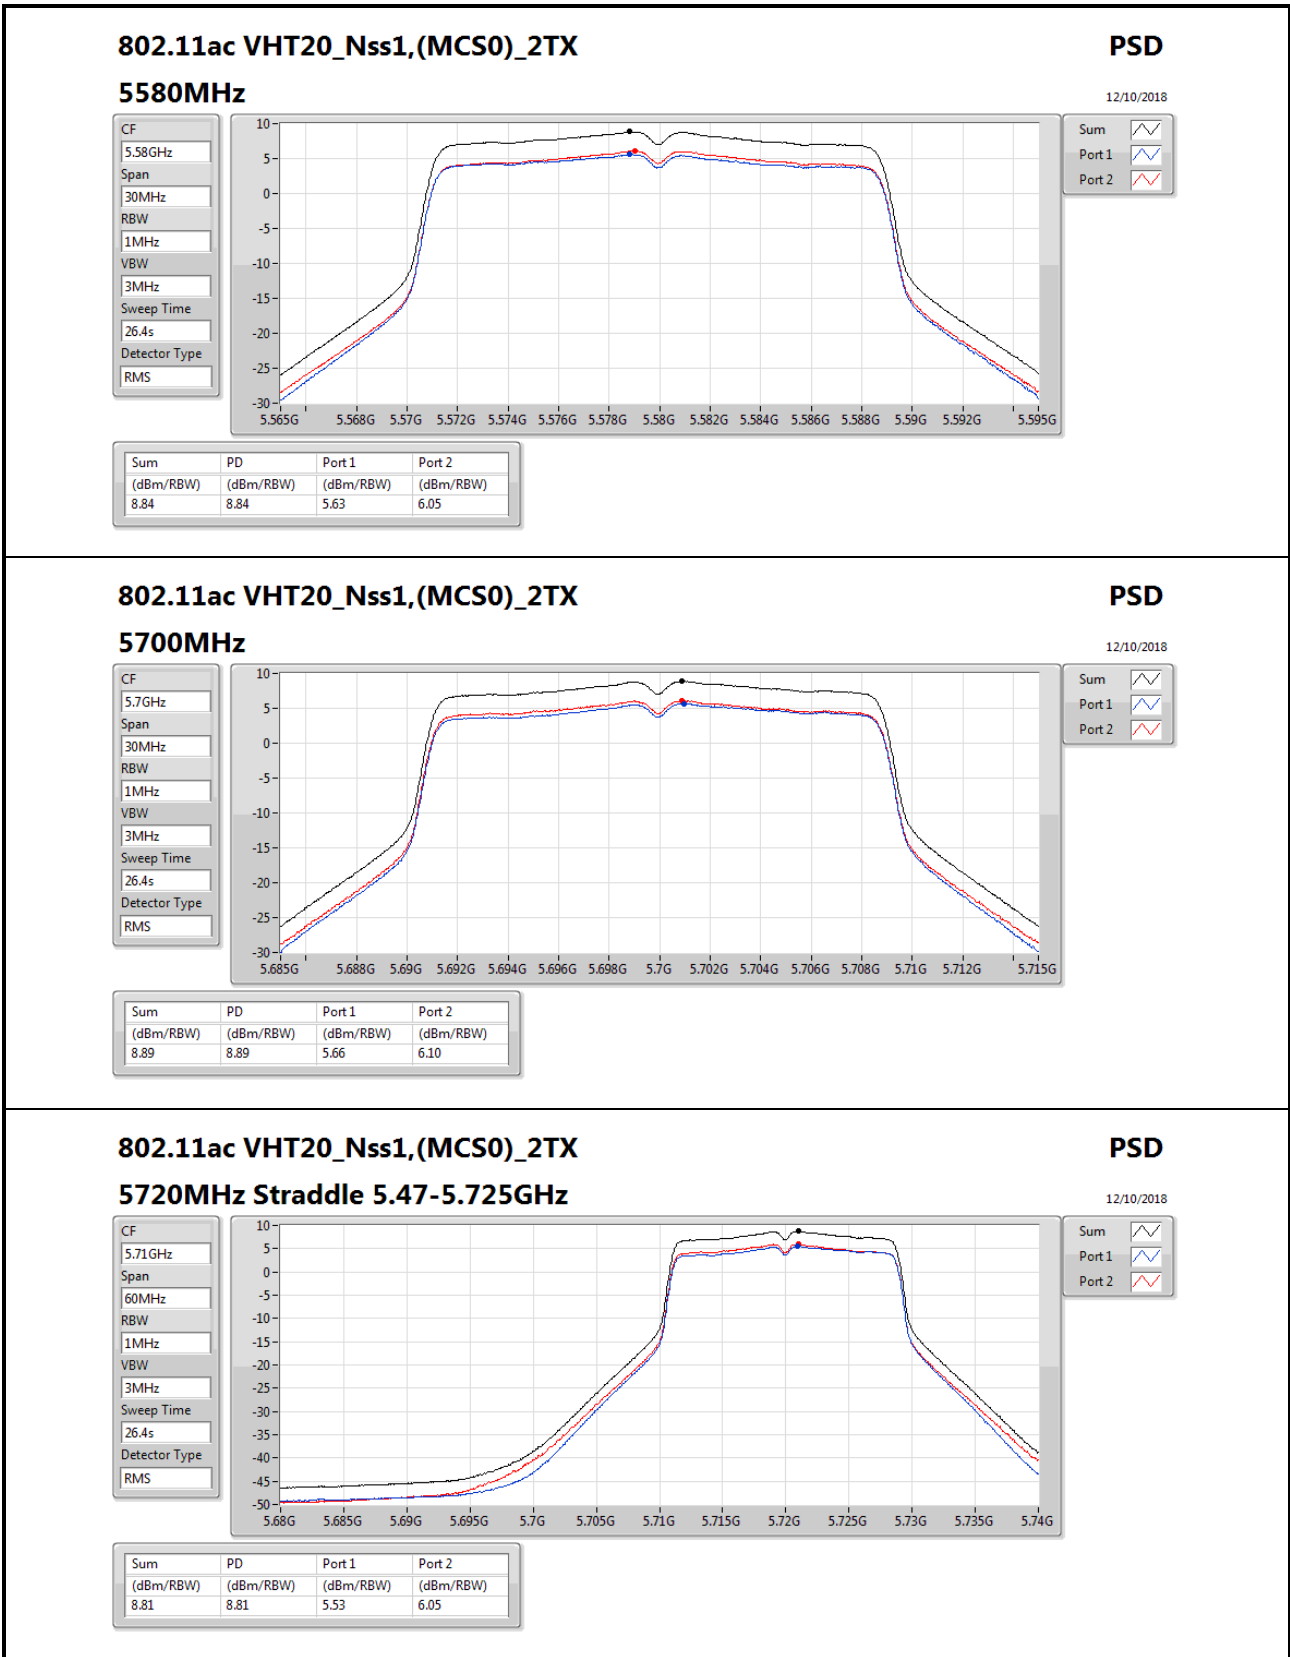 802.11ac VHT20_Nss1,(MCS0)_2TX PSD
5580MHz 12/10/2018
CF
5.58GHz
Span
30MHz
RBW
1MHz
VBW
3MHz
Sweep Time
26.4s
Detector Type
RMS
10
5
0
-5
-10
-15
-20
-25
-30
5.565G 5.568G 5.57G 5.572G 5.574G 5.576G 5.578G 5.58G 5.582G 5.584G 5.586G 5.588G 5.59G 5.592G 5.595G
Sum
Port 1
Port 2
Sum PD Port 1 Port 2
(dBm/RBW) (dBm/RBW) (dBm/RBW) (dBm/RBW)
8.84 8.84 5.63 6.05
802.11ac VHT20_Nss1,(MCS0)_2TX PSD
5700MHz 12/10/2018
CF
5.7GHz
Span
30MHz
RBW
1MHz
VBW
3MHz
Sweep Time
26.4s
Detector Type
RMS
10
5
0
-5
-10
-15
-20
-25
-30
5.685G 5.688G 5.69G 5.692G 5.694G 5.696G 5.698G 5.7G 5.702G 5.704G 5.706G 5.708G 5.71G 5.712G 5.715G
Sum
Port 1
Port 2
Sum PD Port 1 Port 2
(dBm/RBW) (dBm/RBW) (dBm/RBW) (dBm/RBW)
8.89 8.89 5.66 6.10
802.11ac VHT20_Nss1,(MCS0)_2TX PSD
5720MHz Straddle 5.47-5.725GHz 12/10/2018
CF
5.71GHz
Span
60MHz
RBW
1MHz
VBW
3MHz
Sweep Time
26.4s
Detector Type
RMS
10
5
0
-5
-10
-15
-20
-25
-30
-35
-40
-45
-50
5.68G 5.685G 5.69G 5.695G 5.7G 5.705G 5.71G 5.715G 5.72G 5.725G 5.73G 5.735G 5.74G
Sum
Port 1
Port 2
Sum PD Port 1 Port 2
(dBm/RBW) (dBm/RBW) (dBm/RBW) (dBm/RBW)
8.81 8.81 5.53 6.05